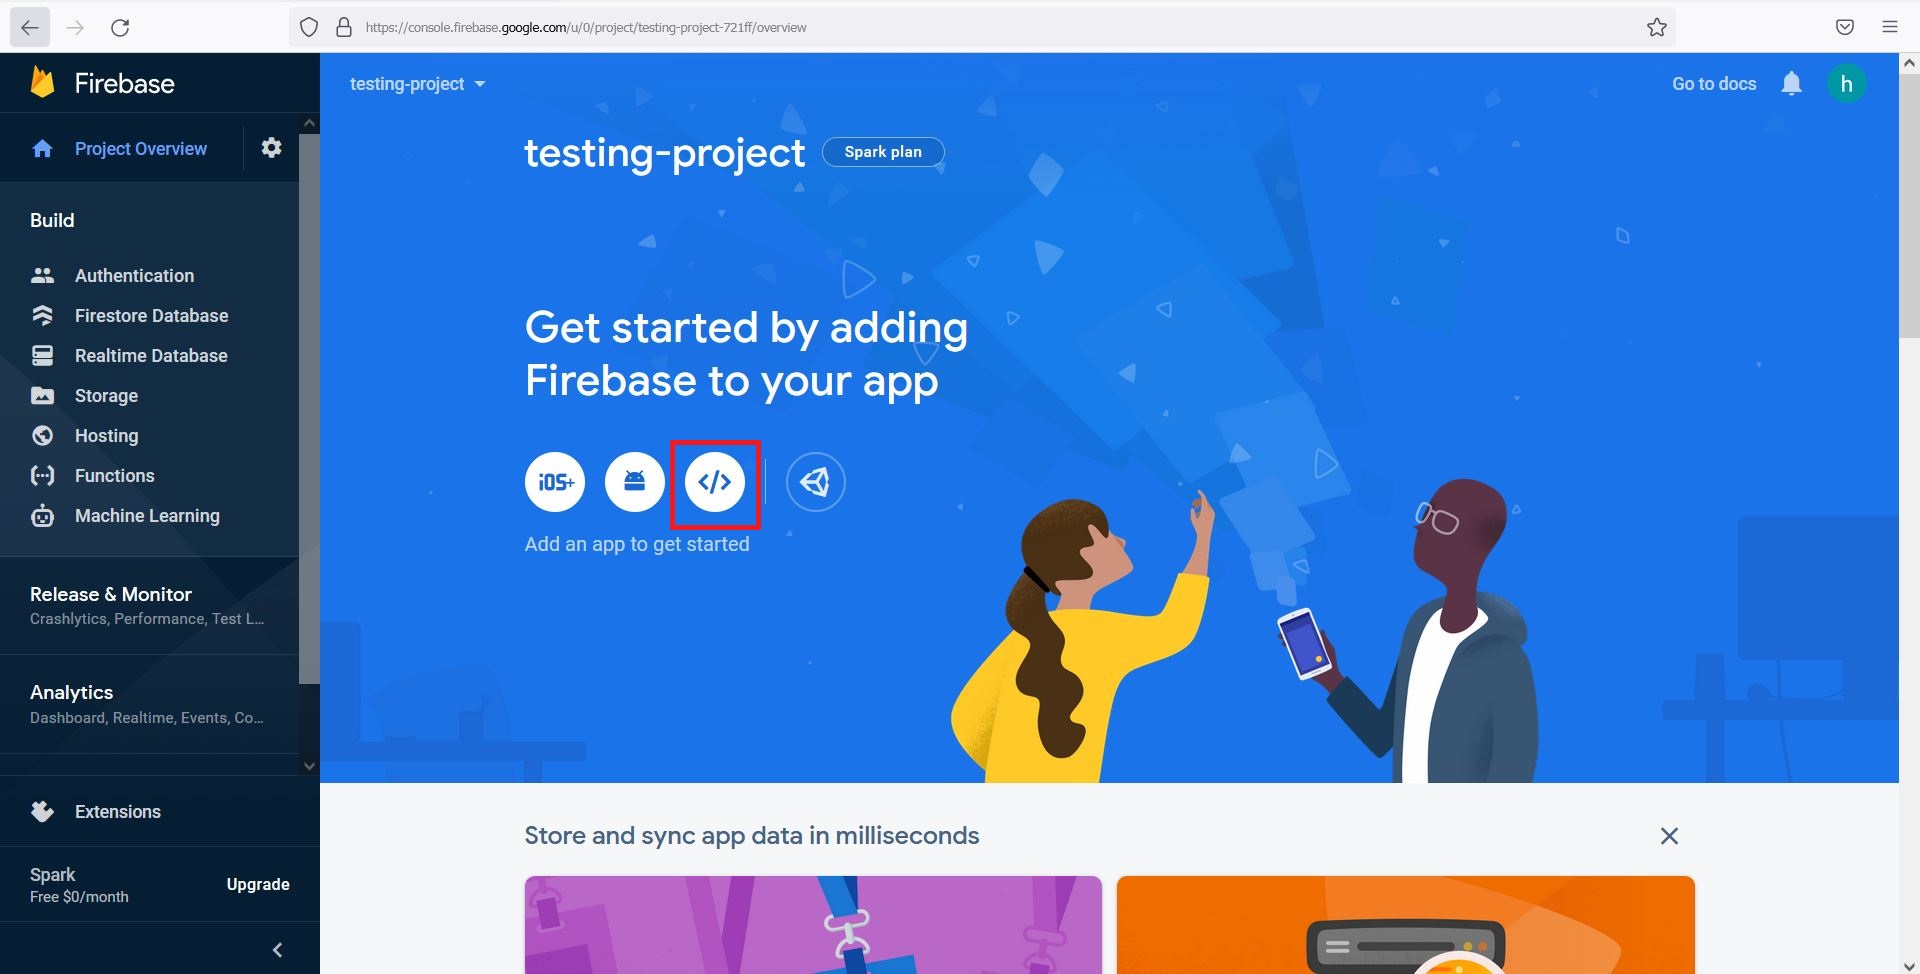 https://console.firebase.google.com/u/0/project/testing-project-721ff/overview
Firebase
testing-project
Go to docs
h
Project Overview
testing-project
Spark plan
Build
Authentication
Firestore Database
Realtime Database
Storage
Hosting
Functions
Machine Learning
Get started by adding
Firebase to your app
iOS+
</>
Add an app to get started
Release & Monitor
Crashlytics, Performance, Test L...
Analytics
Dashboard, Realtime, Events, Co...
Extensions
Spark
Free $0/month
Upgrade
Store and sync app data in milliseconds